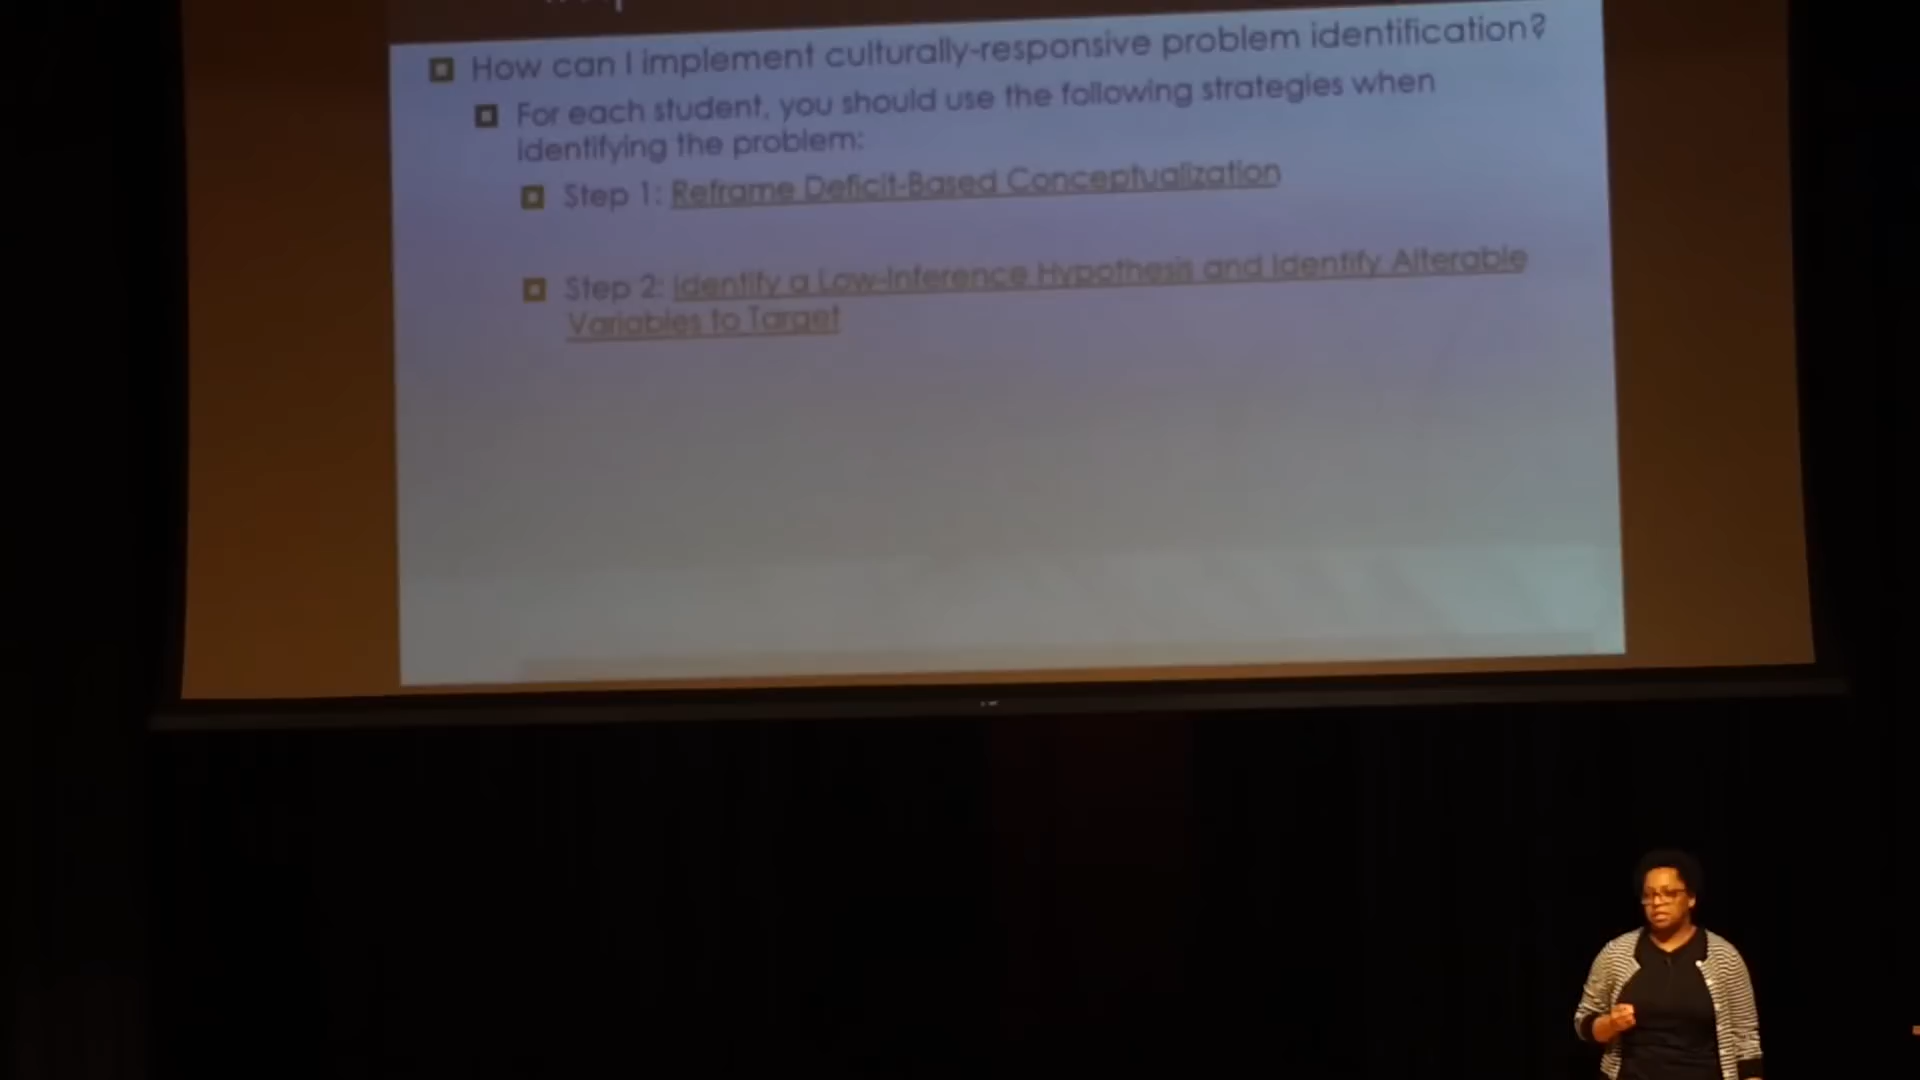 How can I implement culturally-responsive problem identification?
For each student, you should use the following strategies when
identifying the problem:
Step 1: Reframe Deficit-Based Conceptualization
Step 2: Identify a Low-Inference Hypothesis and Identify Alterable
Variables to Target